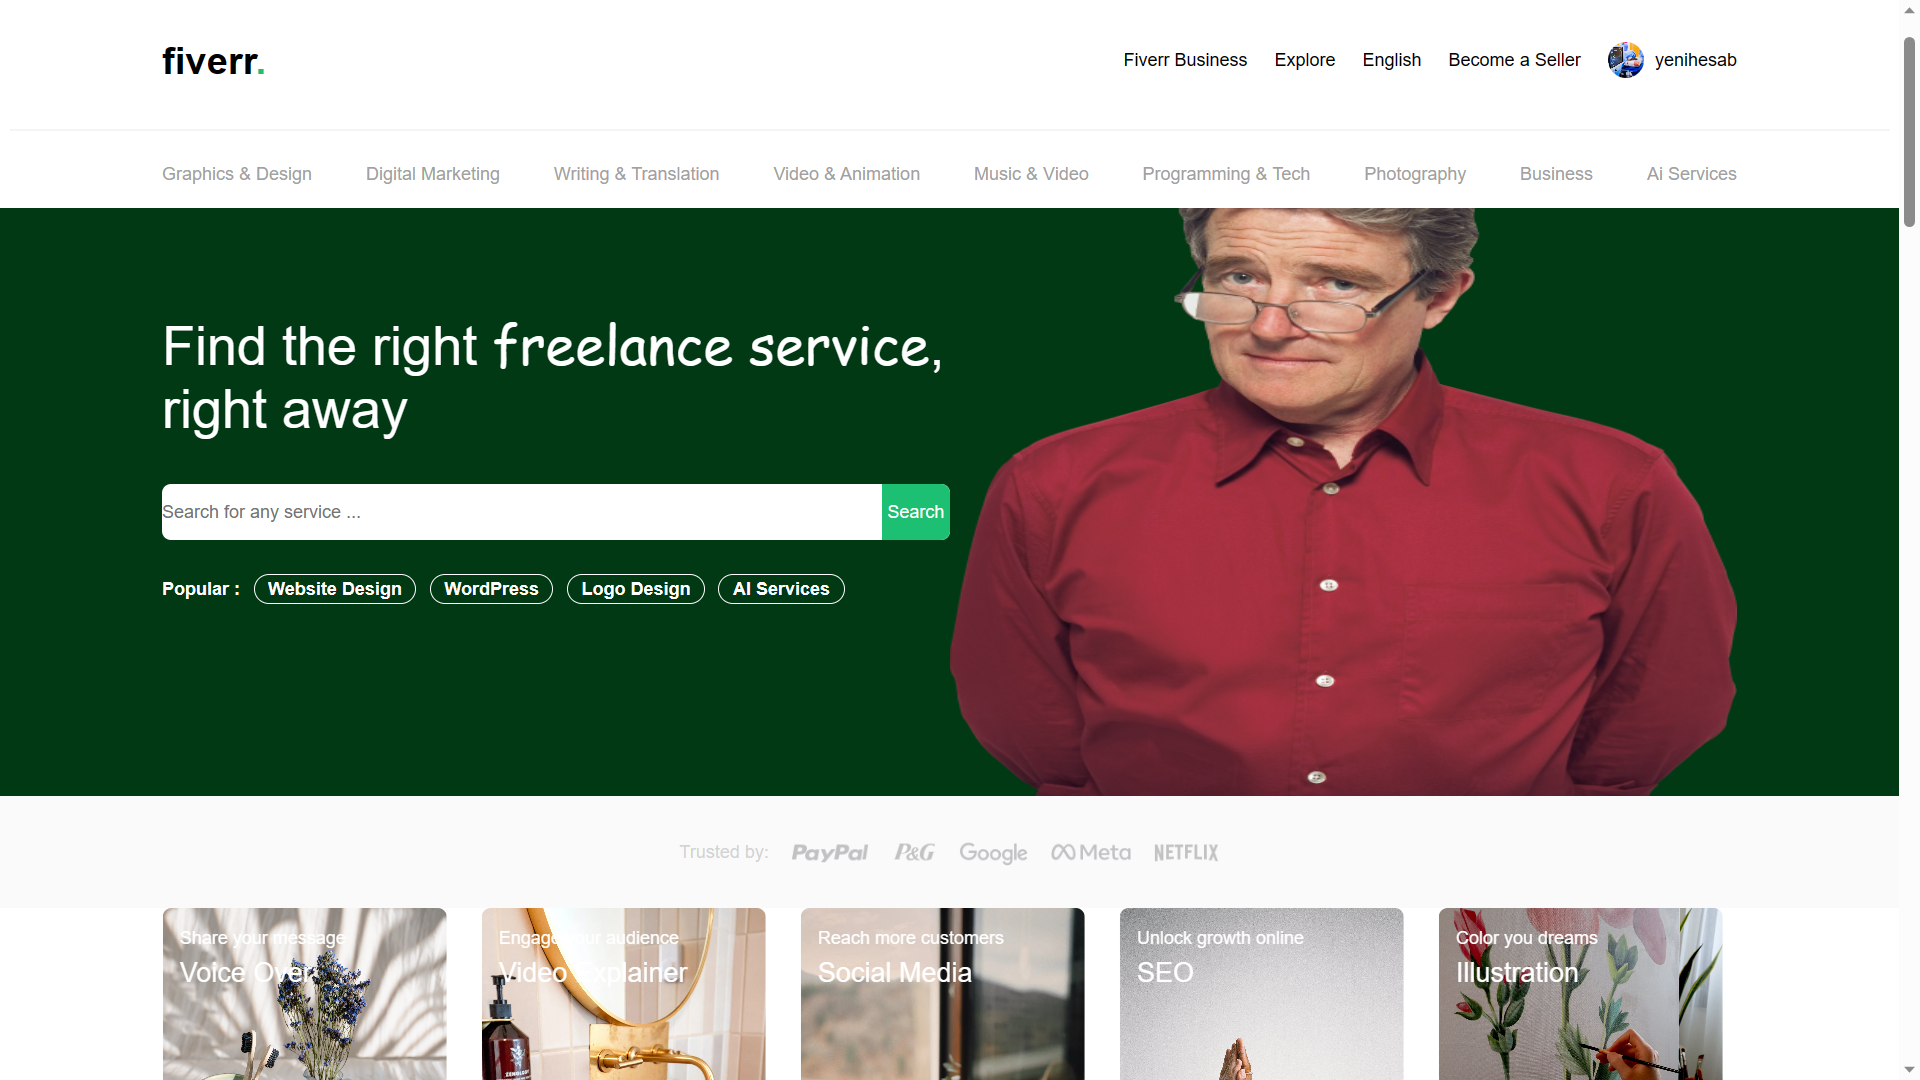 fiverr.
Fiverr Business Explore English Become a Seller yenihesab
Graphics & Design Digital Marketing Writing & Translation Video & Animation Music & Video Programming & Tech Photography Business Ai Services
Find the right freelance service,
right away
Search for any service ... Search
Popular : Website Design WordPress Logo Design AI Services
Trusted by: PayPal P&G Google Meta NETFLIX
Share your message
Voice Over
Engage your audience
Video Explainer
Reach more customers
Social Media
Unlock growth online
SEO
Color you dreams
Illustration